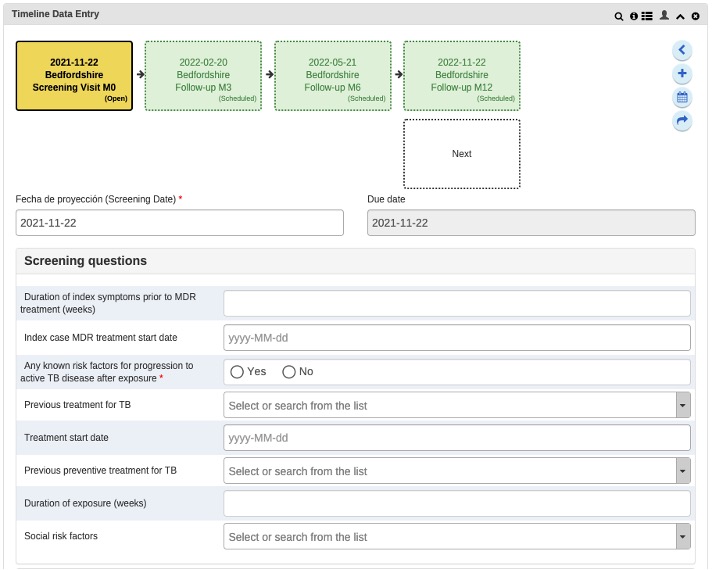 Timeline Data Entry
2021-11-22
Bedfordshire
Screening Visit M0
(Open)
2022-02-20
Bedfordshire
Follow-up M3
(Scheduled)
2022-05-21
Bedfordshire
Follow-up M6
(Scheduled)
2022-11-22
Bedfordshire
Follow-up M12
(Scheduled)
Next
Fecha de proyección (Screening Date) *
Due date
2021-11-22
2021-11-22
Screening questions
Duration of index symptoms prior to MDR
treatment (weeks)
Index case MDR treatment start date
yyyy-MM-dd
Any known risk factors for progression to
active TB disease after exposure *
Yes No
Previous treatment for TB
Select or search from the list
Treatment start date
yyyy-MM-dd
Previous preventive treatment for TB
Select or search from the list
Duration of exposure (weeks)
Social risk factors
Select or search from the list